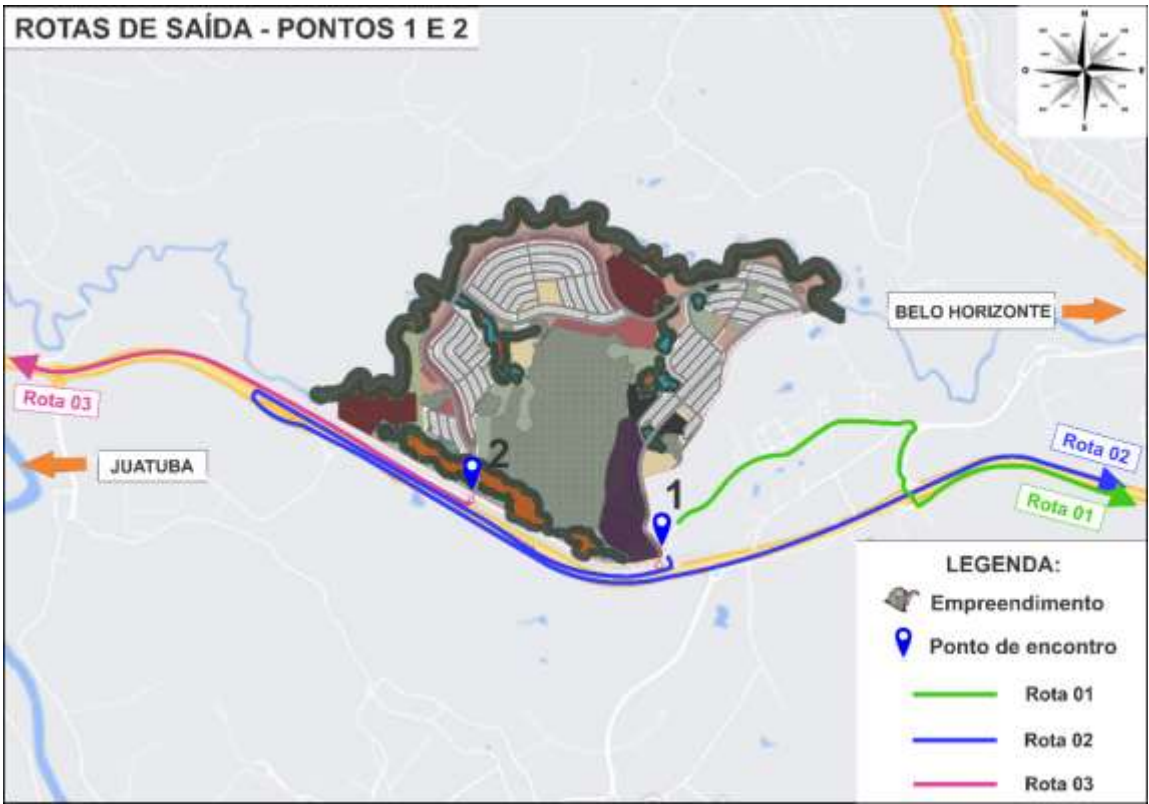 ROTAS DE SAÍDA - PONTOS 1 E 2
N
O
S
BELO HORIZONTE
Rota 03
JUATUBA
2
1
Rota 02
Rota 01
LEGENDA:
Empreendimento
Ponto de encontro
Rota 01
Rota 02
Rota 03